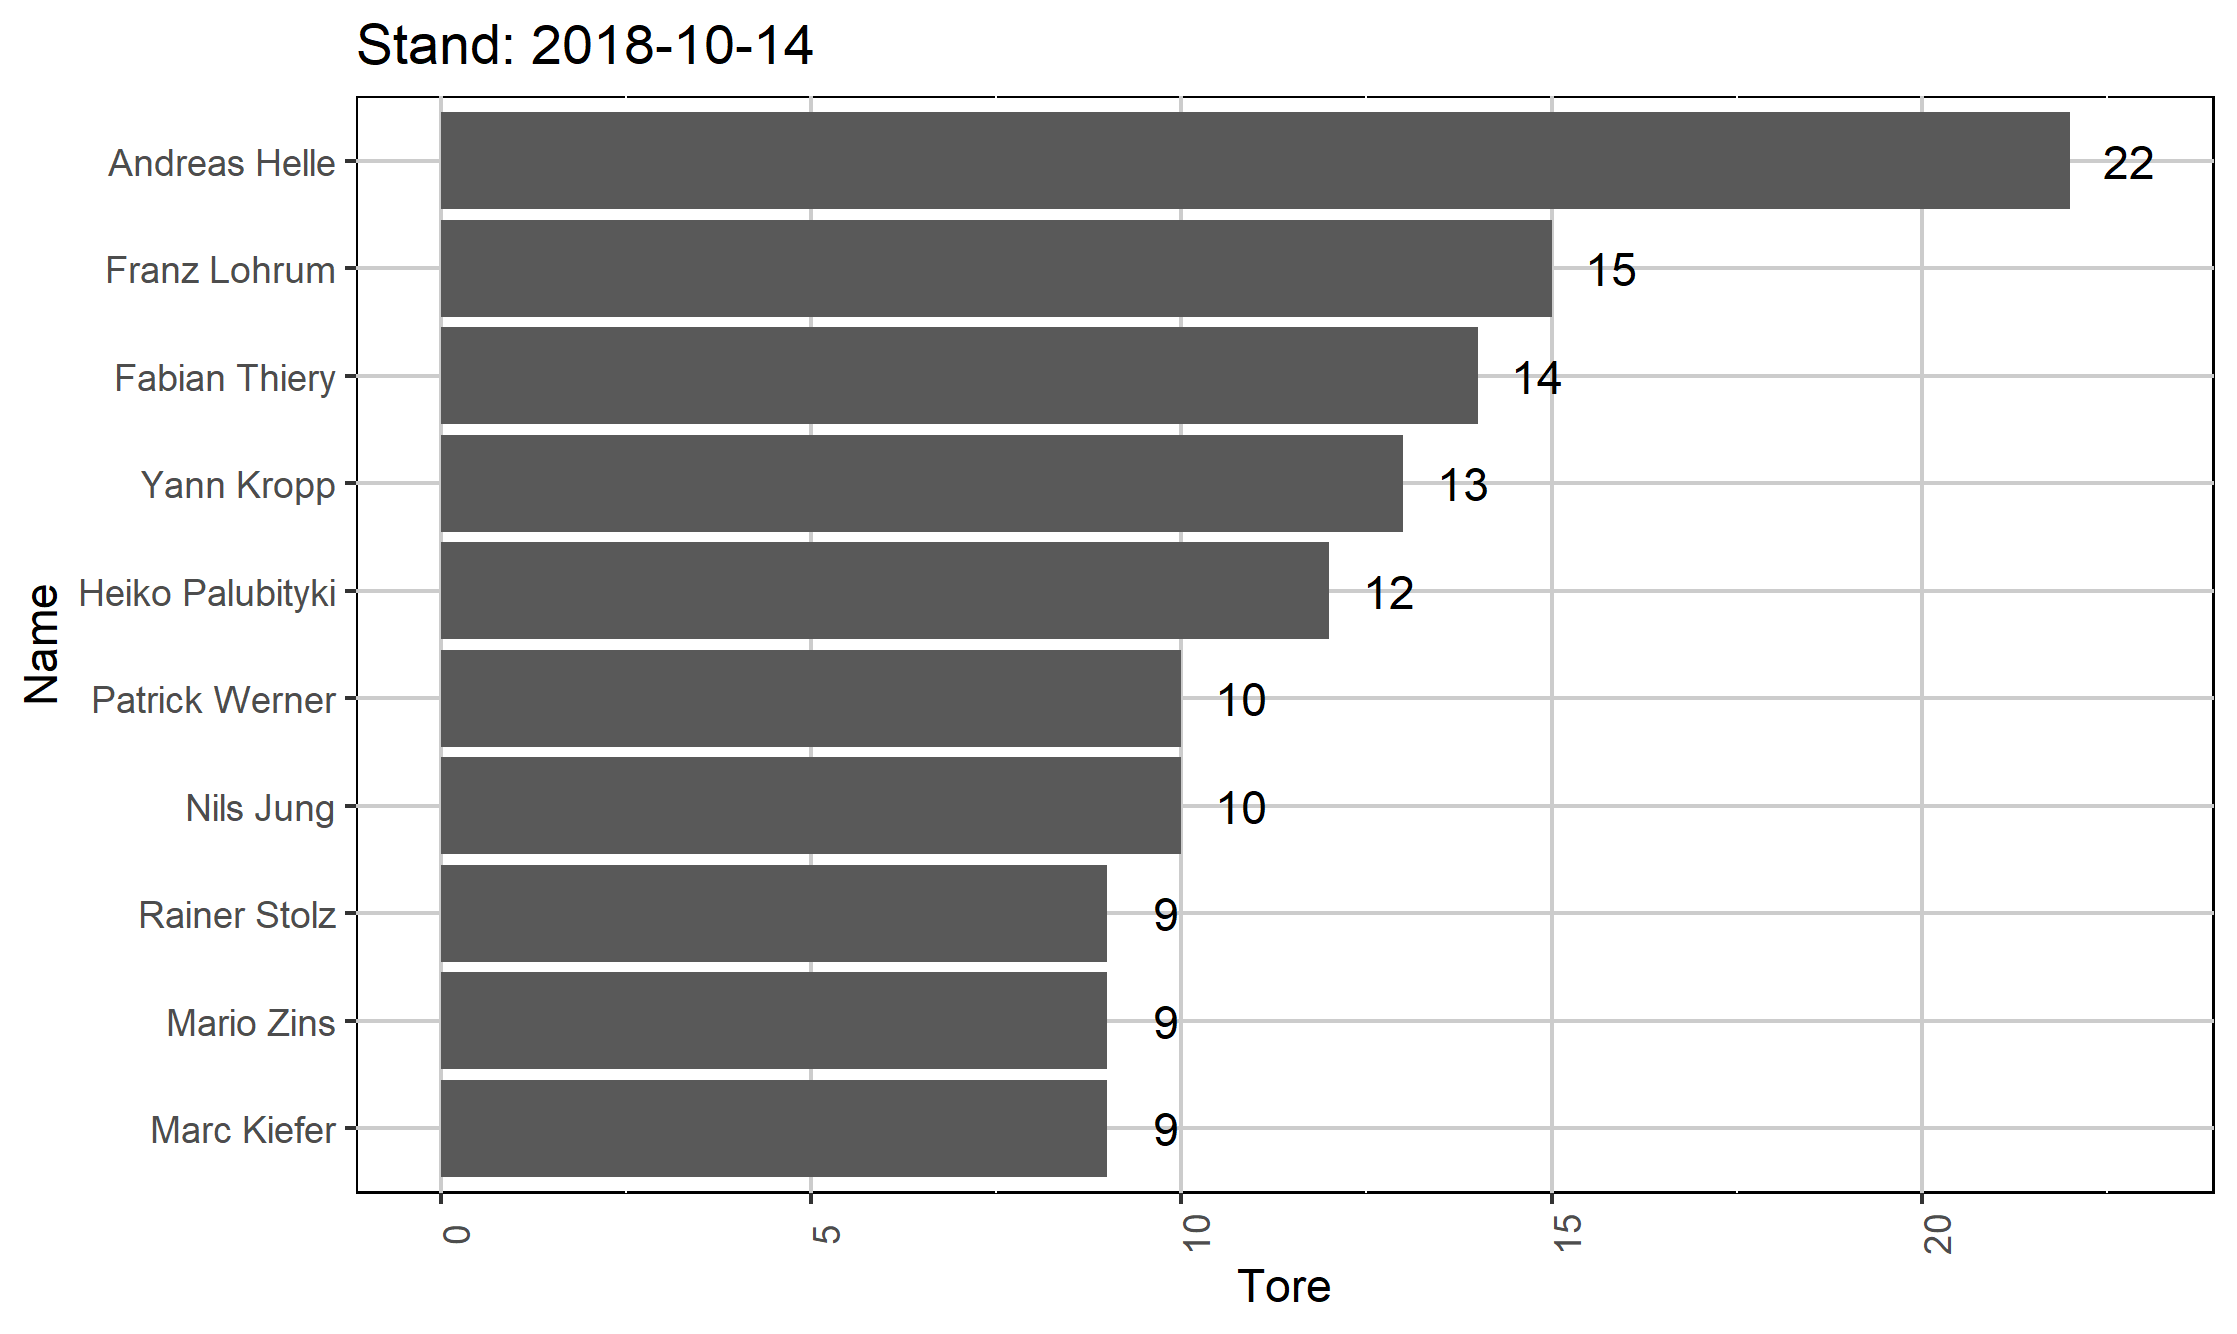 Stand: 2018-10-14
Name
Andreas Helle 22
Franz Lohrum 15
Fabian Thiery 14
Yann Kropp 13
Heiko Palubityki 12
Patrick Werner 10
Nils Jung 10
Rainer Stolz 9
Mario Zins 9
Marc Kiefer 9
0 5 10 15 20
Tore